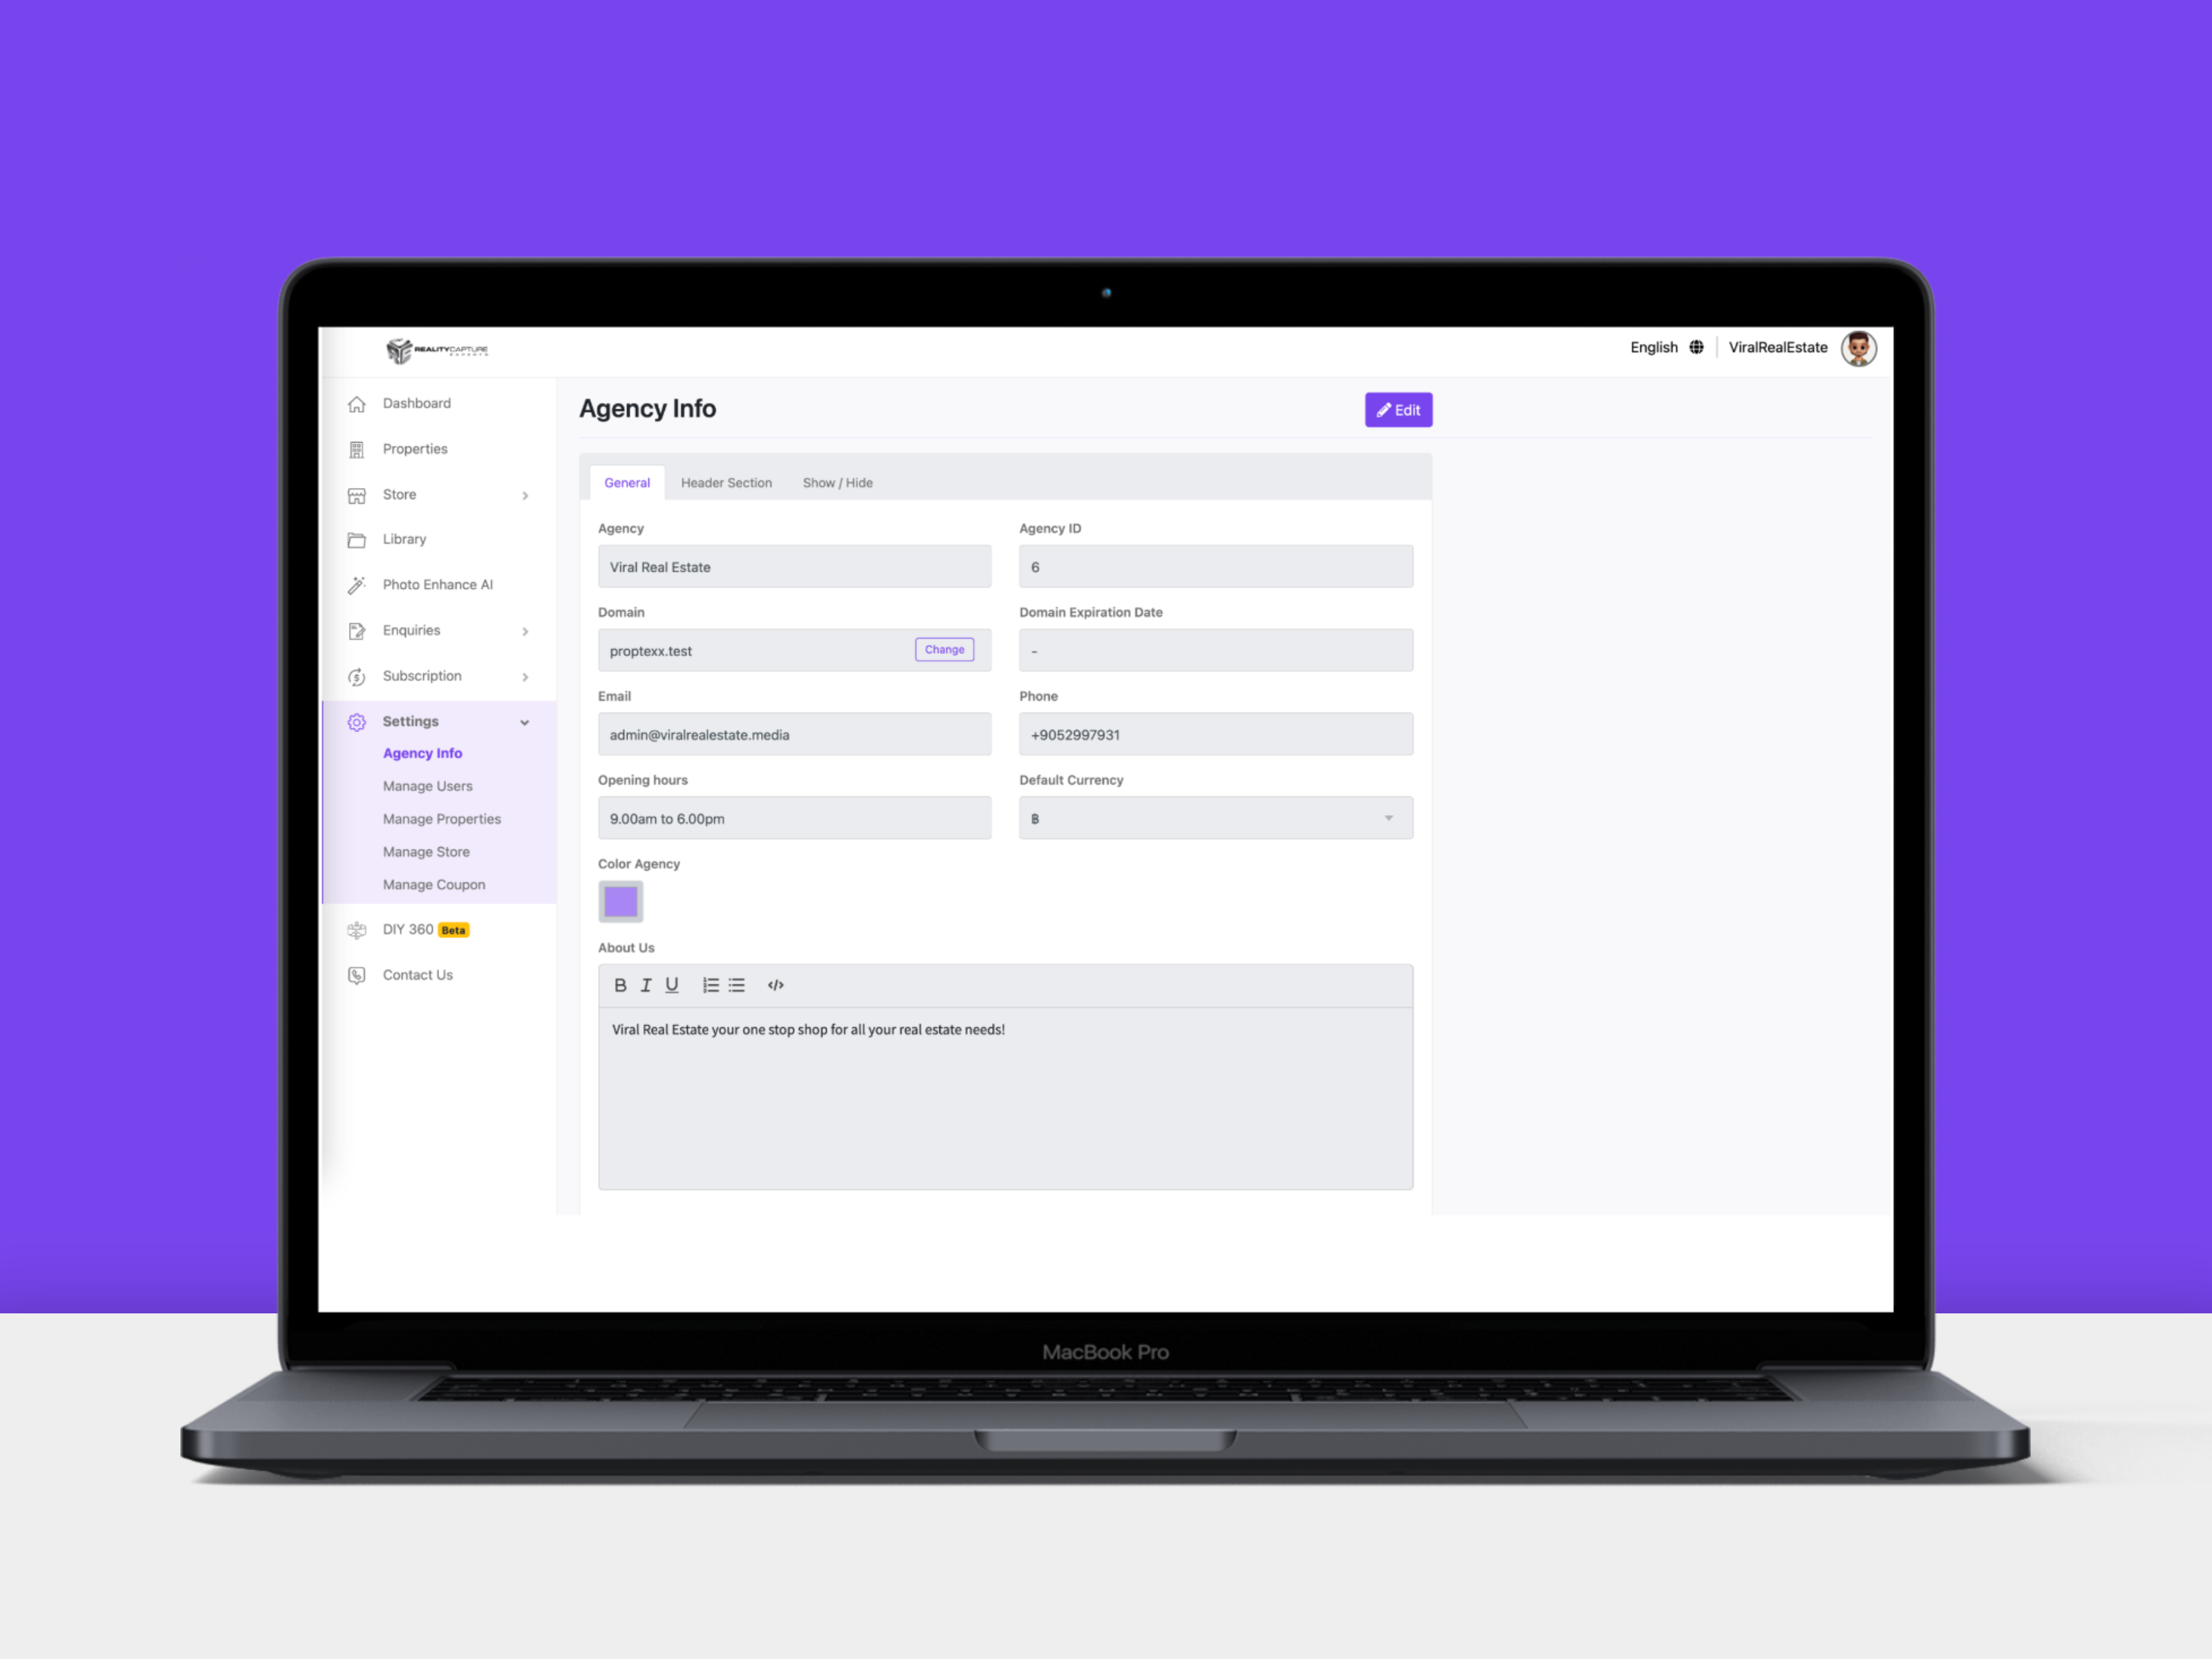 REALITYCAPTURE
EXPERTS
English
ViralRealEstate
Dashboard
Properties
Store
Library
Photo Enhance AI
Enquiries
Subscription
Settings
Agency Info
Manage Users
Manage Properties
Manage Store
Manage Coupon
DIY 360 Beta
Contact Us
Agency Info
Edit
General Header Section Show / Hide
Agency
Viral Real Estate
Agency ID
6
Domain
proptexx.test
Change
Domain Expiration Date
-
Email
admin@viralrealestate.media
Phone
+9052997931
Opening hours
9.00am to 6.00pm
Default Currency
฿
Color Agency
About Us
B I U </>
Viral Real Estate your one stop shop for all your real estate needs!
MacBook Pro